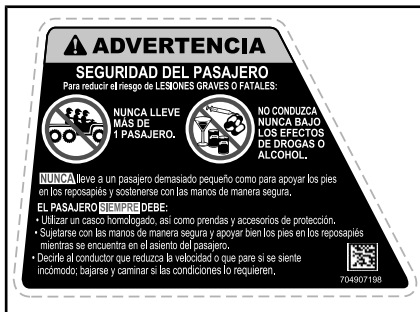 ADVERTENCIA
SEGURIDAD DEL PASAJERO
Para reducir el riesgo de LESIONES GRAVES O FATALES:
NUNCA LLEVE
MÁS DE
1 PASAJERO.
NO CONDUZCA
NUNCA BAJO
LOS EFECTOS
DE DROGAS O
ALCOHOL.
NUNCA lleve a un pasajero demasiado pequeño como para apoyar los pies
en los reposapiés y sostenerse con las manos de manera segura.
EL PASAJERO SIEMPRE DEBE:
• Utilizar un casco homologado, así como prendas y accesorios de protección.
• Sujetarse con las manos de manera segura y apoyar bien los pies en los reposapiés
mientras se encuentra en el asiento del pasajero.
• Decirle al conductor que reduzca la velocidad o que pare si se siente
incómodo; bajarse y caminar si las condiciones lo requieren.
704907198